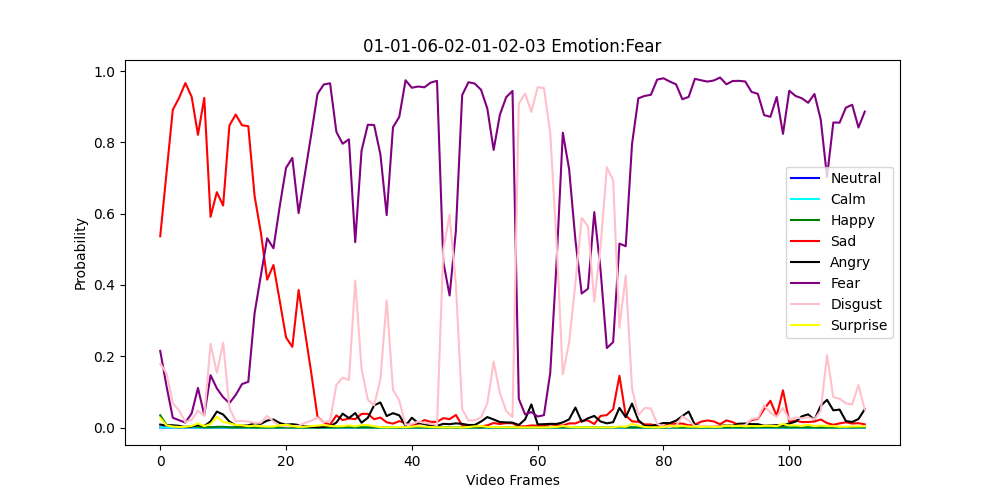 01-01-06-02-01-02-03 Emotion:Fear
1.0
0.8
0.6
0.4
0.2
0.0
Probability
0 20 40 60 80 100
Video Frames
Neutral
Calm
Happy
Sad
Angry
Fear
Disgust
Surprise